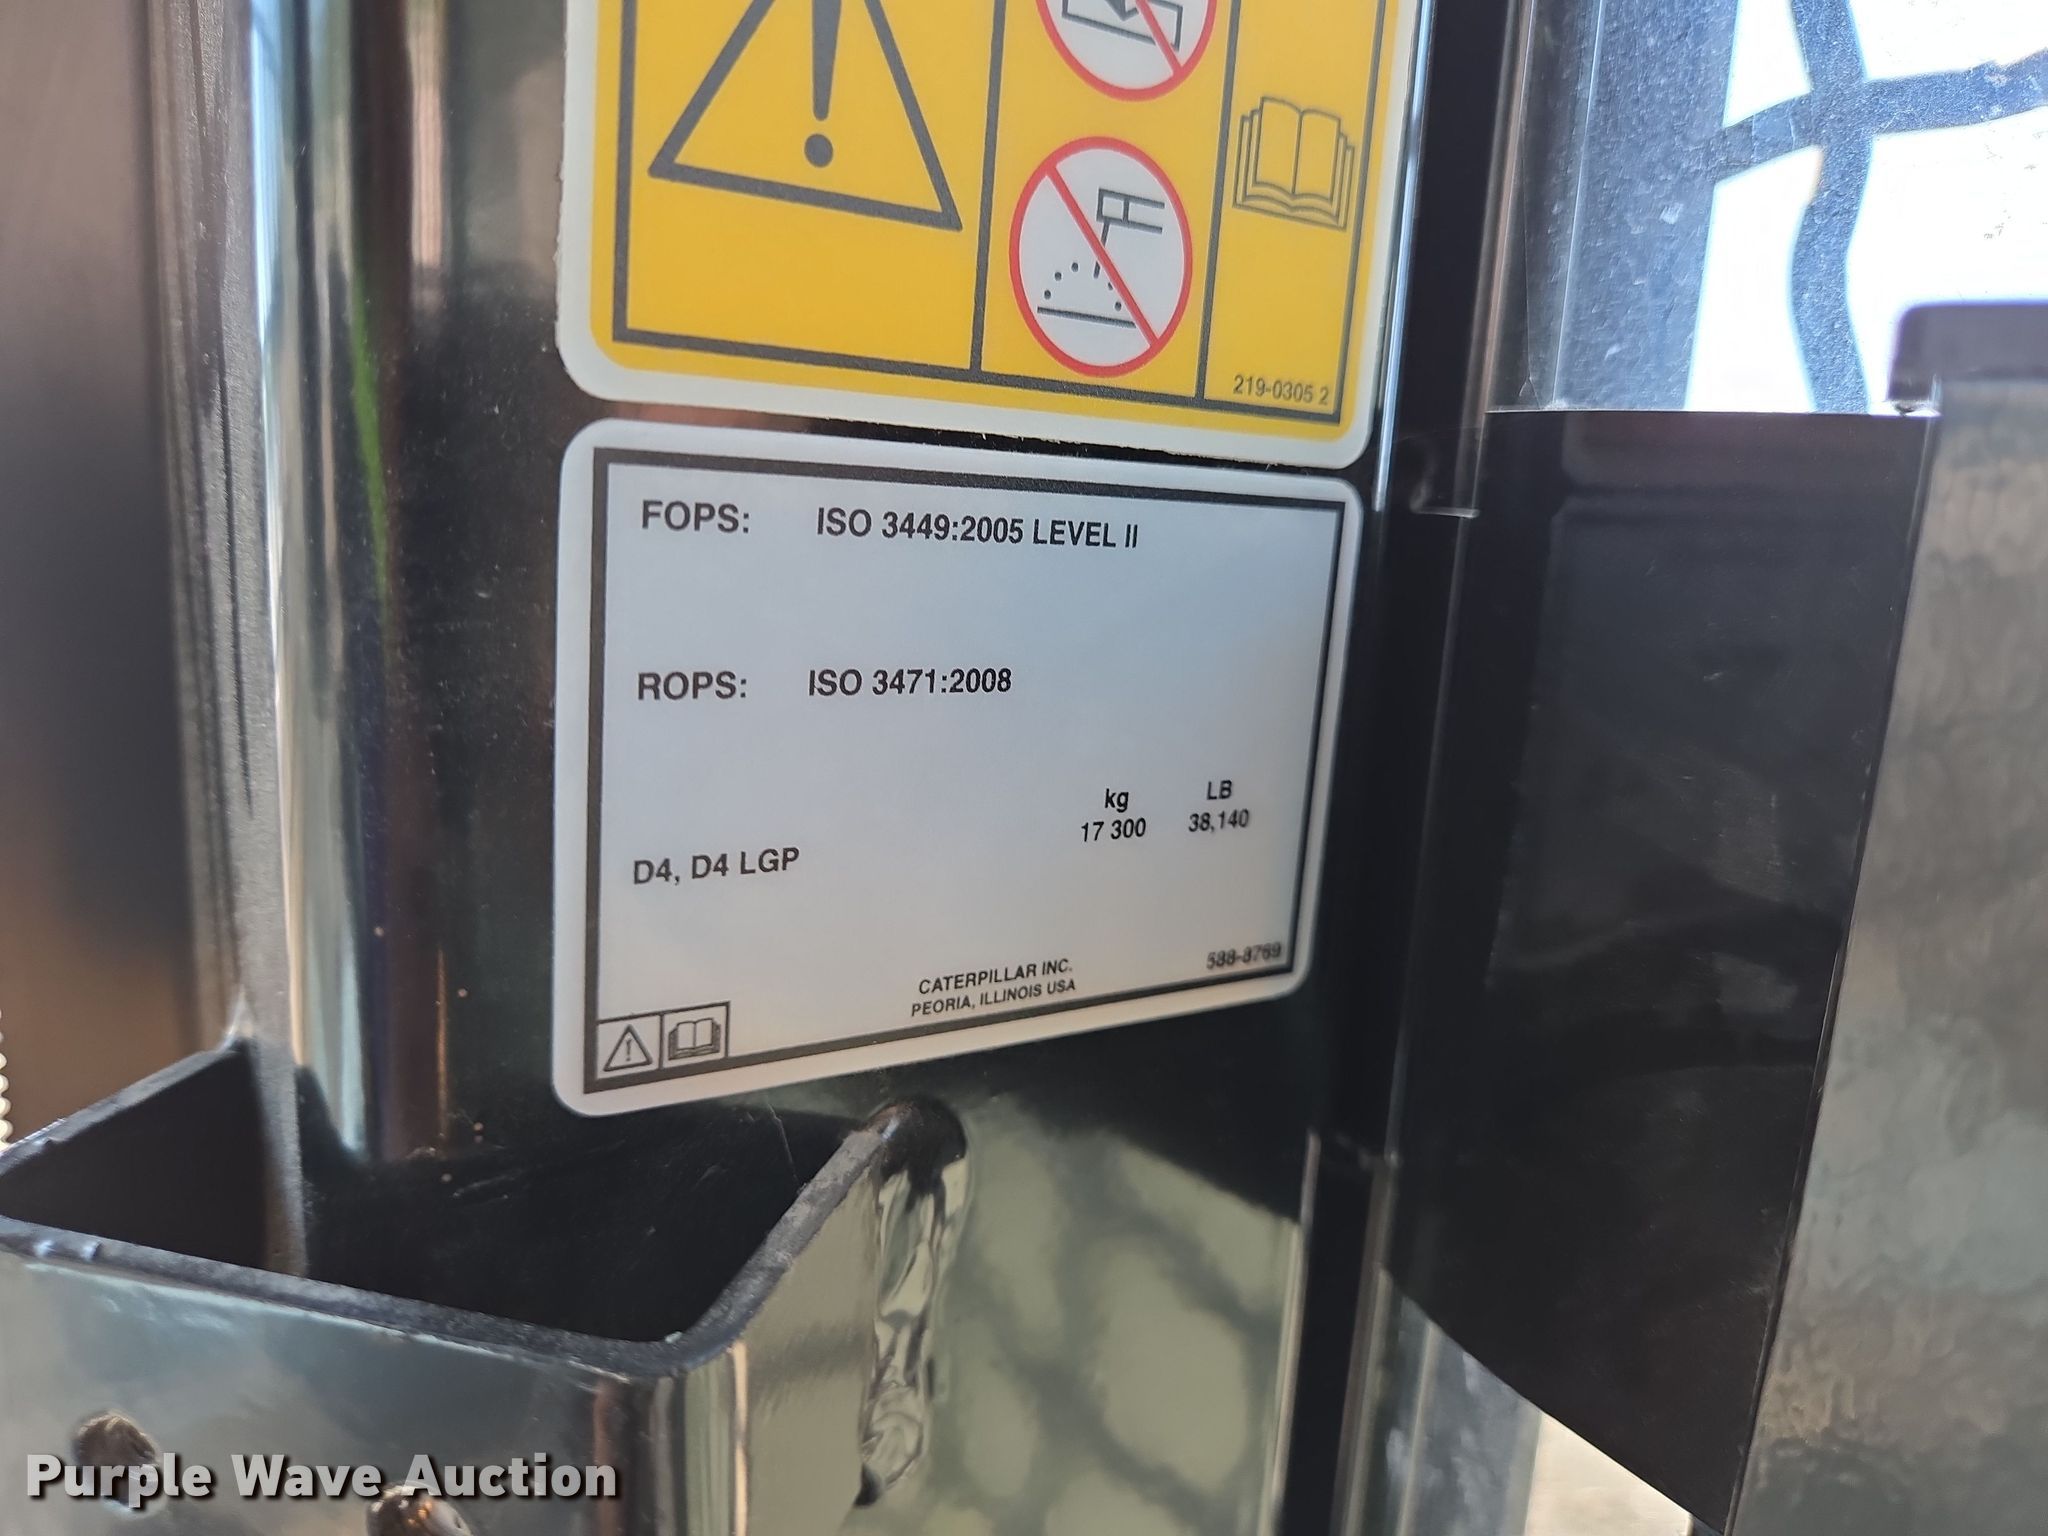 219-0305 2
FOPS: ISO 3449:2005 LEVEL II
ROPS: ISO 3471:2008
kg LB
17 300 38,140
D4, D4 LGP
CATERPILLAR INC.
PEORIA, ILLINOIS USA
588-8769
Purple Wave Auction